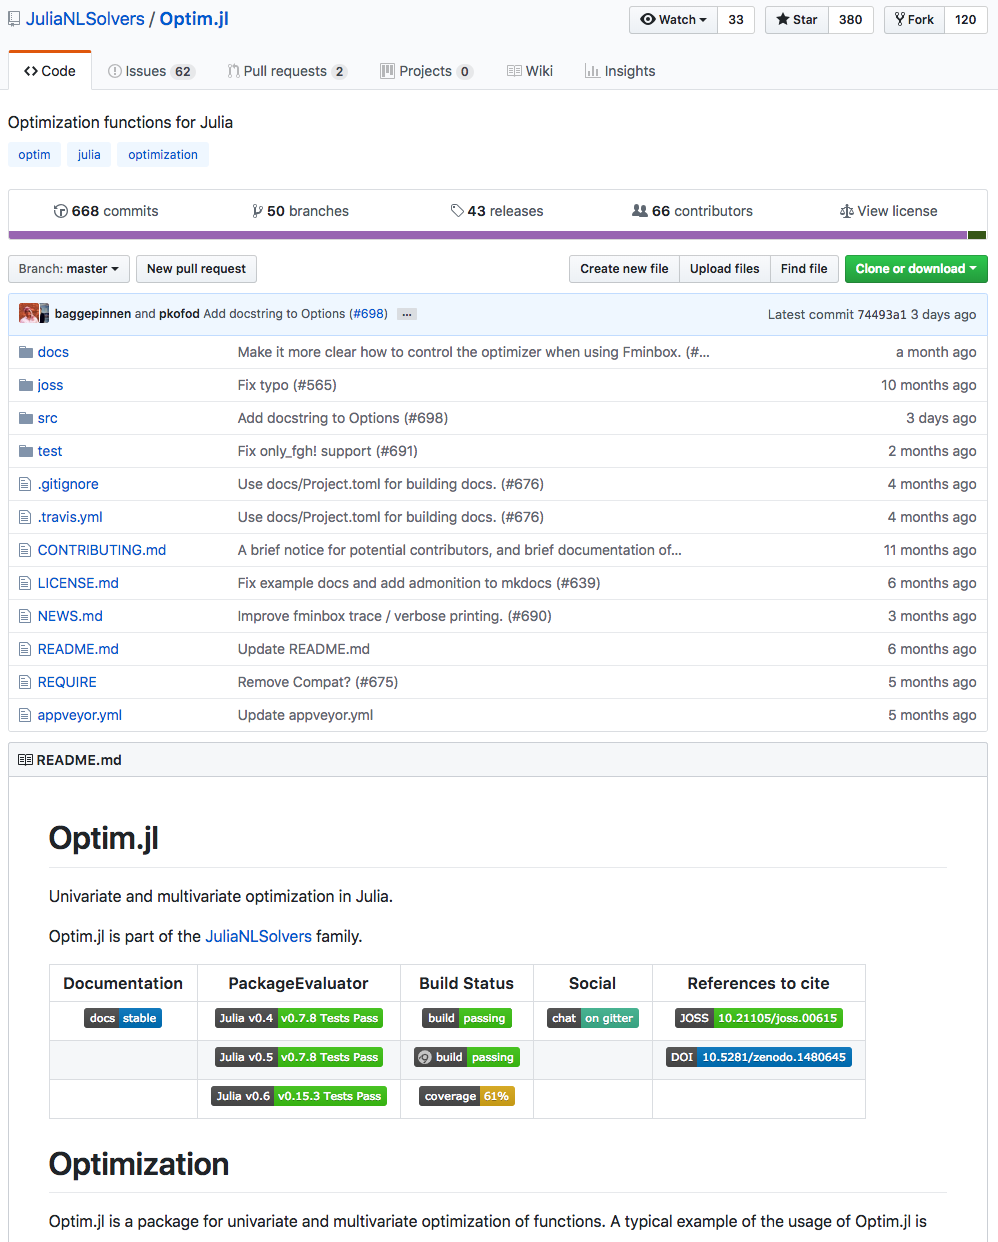 JuliaNLSolvers / Optim.jl
Watch 33 Star 380 Fork 120
Code Issues 62 Pull requests 2 Projects 0 Wiki Insights
Optimization functions for Julia
optim julia optimization
668 commits 50 branches 43 releases 66 contributors View license
Branch: master New pull request Create new file Upload files Find file Clone or download
baggepinnen and pkofod Add docstring to Options (#698) ... Latest commit 74493a1 3 days ago
docs Make it more clear how to control the optimizer when using Fminbox. (#... a month ago
joss Fix typo (#565) 10 months ago
src Add docstring to Options (#698) 3 days ago
test Fix only_fgh! support (#691) 2 months ago
.gitignore Use docs/Project.toml for building docs. (#676) 4 months ago
.travis.yml Use docs/Project.toml for building docs. (#676) 4 months ago
CONTRIBUTING.md A brief notice for potential contributors, and brief documentation of... 11 months ago
LICENSE.md Fix example docs and add admonition to mkdocs (#639) 6 months ago
NEWS.md Improve fminbox trace / verbose printing. (#690) 3 months ago
README.md Update README.md 6 months ago
REQUIRE Remove Compat? (#675) 5 months ago
appveyor.yml Update appveyor.yml 5 months ago
README.md
Optim.jl
Univariate and multivariate optimization in Julia.
Optim.jl is part of the JuliaNLSolvers family.
Documentation PackageEvaluator Build Status Social References to cite
docs stable Julia v0.4 v0.7.8 Tests Pass build passing chat on gitter JOSS 10.21105/joss.00615
Julia v0.5 v0.7.8 Tests Pass build passing DOI 10.5281/zenodo.1480645
Julia v0.6 v0.15.3 Tests Pass coverage 61%
Optimization
Optim.jl is a package for univariate and multivariate optimization of functions. A typical example of the usage of Optim.jl is